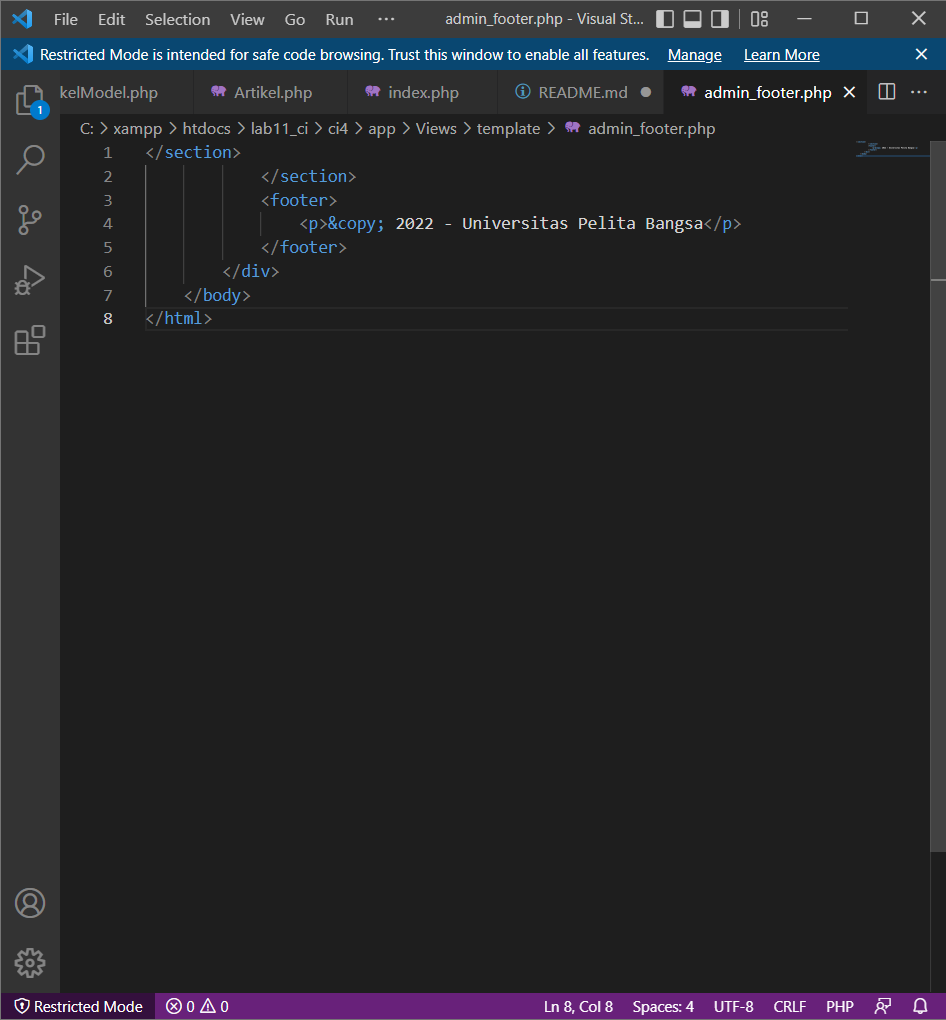 File Edit Selection View Go Run ··· admin_footer.php - Visual St...
Restricted Mode is intended for safe code browsing. Trust this window to enable all features. Manage Learn More
1
kelModel.php Artikel.php index.php README.md admin_footer.php
C: > xampp > htdocs > lab11_ci > ci4 > app > Views > template > admin_footer.php
1 </section>
2 </section>
3 <footer>
4 <p>&copy; 2022 - Universitas Pelita Bangsa</p>
5 </footer>
6 </div>
7 </body>
8 </html>
Restricted Mode 0 0 Ln 8, Col 8 Spaces: 4 UTF-8 CRLF PHP